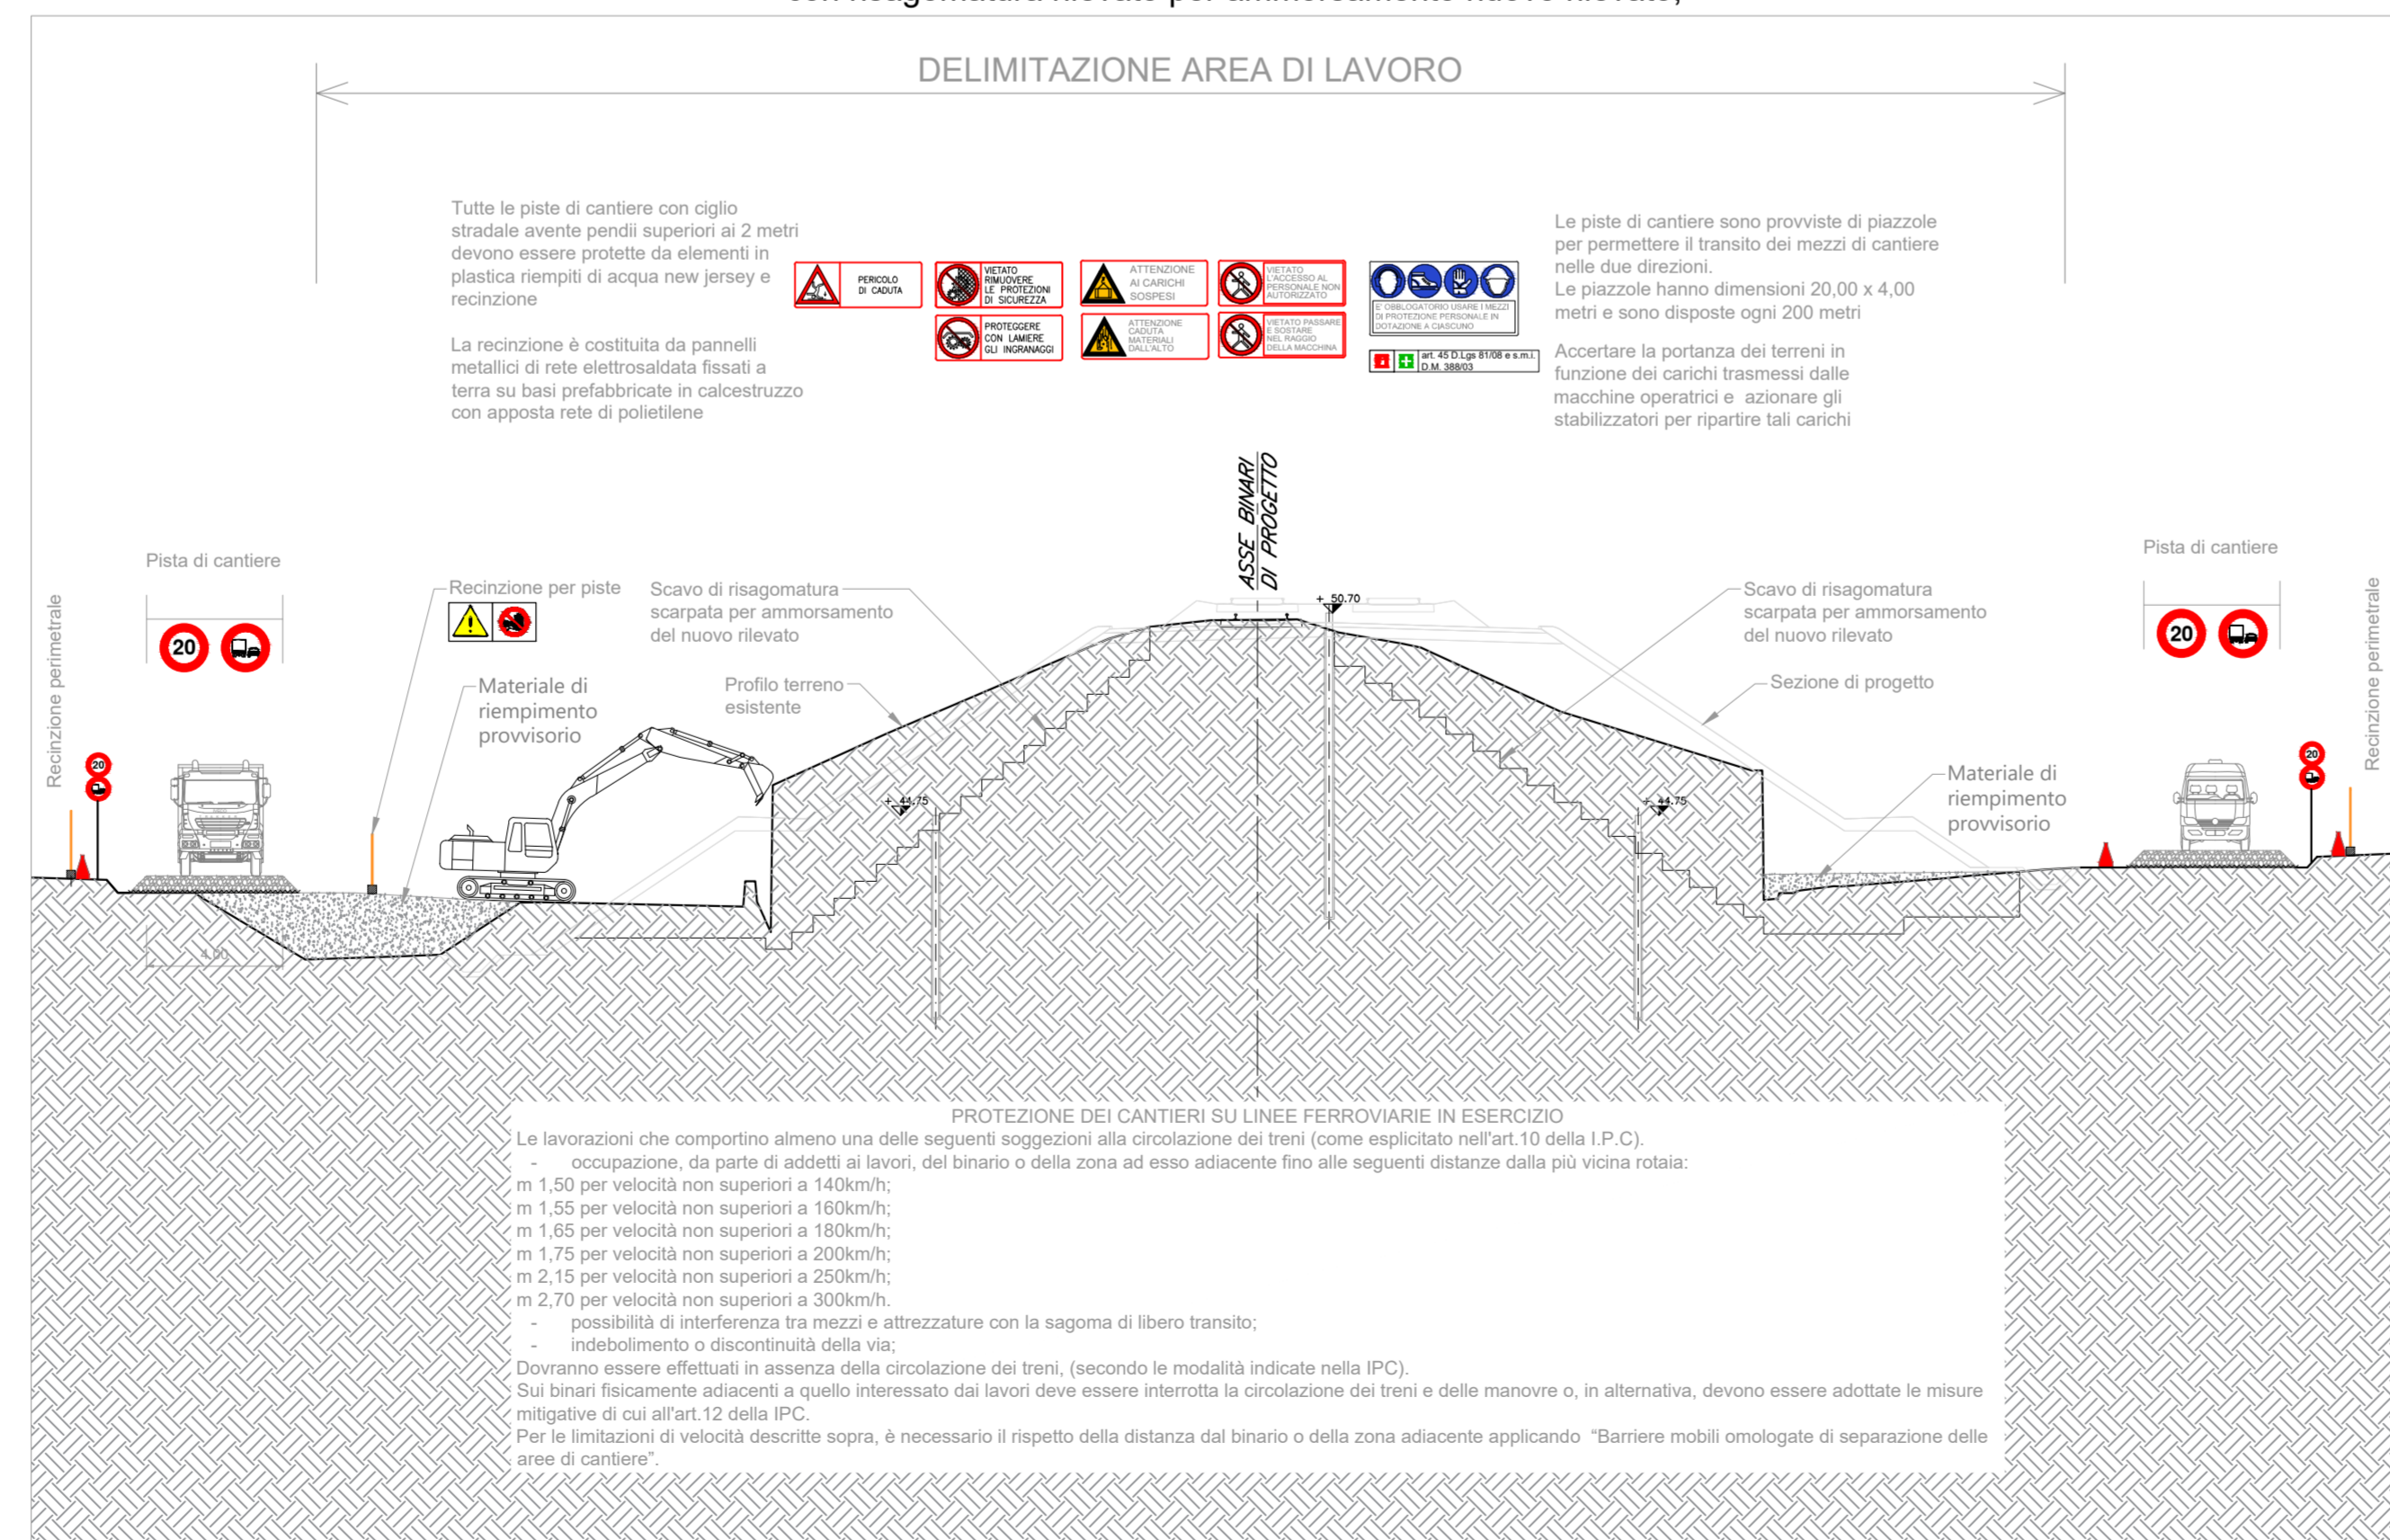 con risagomatura rilevato per ammorsamento nuovo rilevato;
DELIMITAZIONE AREA DI LAVORO
Tutte le piste di cantiere con ciglio
stradale avente pendii superiori ai 2 metri
devono essere protette da elementi in
plastica riempiti di acqua new jersey e
recinzione
La recinzione è costituita da pannelli
metallici di rete elettrosaldata fissati a
terra su basi prefabbricate in calcestruzzo
con apposta rete di polietilene
PERICOLO
DI CADUTA
VIETATO
RIMUOVERE
LE PROTEZIONI
DI SICUREZZA
PROTEGGERE
CON LAMIERE
GLI INGRANAGGI
ATTENZIONE
AI CARICHI
SOSPESI
ATTENZIONE
CADUTA
MATERIALI
DALL'ALTO
VIETATO
L'ACCESSO AL
PERSONALE NON
AUTORIZZATO
VIETATO PASSARE
E SOSTARE
NEL RAGGIO
DELLA MACCHINA
E' OBBLOGATORIO USARE I MEZZI
DI PROTEZIONE PERSONALE IN
DOTAZIONE A CIASCUNO
art. 45 D.Lgs 81/08 e s.m.i.
D.M. 388/03
Le piste di cantiere sono provviste di piazzole
per permettere il transito dei mezzi di cantiere
nelle due direzioni.
Le piazzole hanno dimensioni 20,00 x 4,00
metri e sono disposte ogni 200 metri
Accertare la portanza dei terreni in
funzione dei carichi trasmessi dalle
macchine operatrici e azionare gli
stabilizzatori per ripartire tali carichi
ASSE BINARI
DI PROGETTO
Recinzione perimetrale
Pista di cantiere
20
20
Recinzione per piste
Materiale di
riempimento
provvisorio
Scavo di risagomatura
scarpata per ammorsamento
del nuovo rilevato
Profilo terreno
esistente
+ 50.70
+ 44.75
+ 44.75
Scavo di risagomatura
scarpata per ammorsamento
del nuovo rilevato
Sezione di progetto
Materiale di
riempimento
provvisorio
Pista di cantiere
20
20
Recinzione perimetrale
4.00
PROTEZIONE DEI CANTIERI SU LINEE FERROVIARIE IN ESERCIZIO
Le lavorazioni che comportino almeno una delle seguenti soggezioni alla circolazione dei treni (come esplicitato nell'art.10 della I.P.C).
- occupazione, da parte di addetti ai lavori, del binario o della zona ad esso adiacente fino alle seguenti distanze dalla più vicina rotaia:
m 1,50 per velocità non superiori a 140km/h;
m 1,55 per velocità non superiori a 160km/h;
m 1,65 per velocità non superiori a 180km/h;
m 1,75 per velocità non superiori a 200km/h;
m 2,15 per velocità non superiori a 250km/h;
m 2,70 per velocità non superiori a 300km/h.
- possibilità di interferenza tra mezzi e attrezzature con la sagoma di libero transito;
- indebolimento o discontinuità della via;
Dovranno essere effettuati in assenza della circolazione dei treni, (secondo le modalità indicate nella IPC).
Sui binari fisicamente adiacenti a quello interessato dai lavori deve essere interrotta la circolazione dei treni e delle manovre o, in alternativa, devono essere adottate le misure
mitigative di cui all'art.12 della IPC.
Per le limitazioni di velocità descritte sopra, è necessario il rispetto della distanza dal binario o della zona adiacente applicando “Barriere mobili omologate di separazione delle
aree di cantiere”.